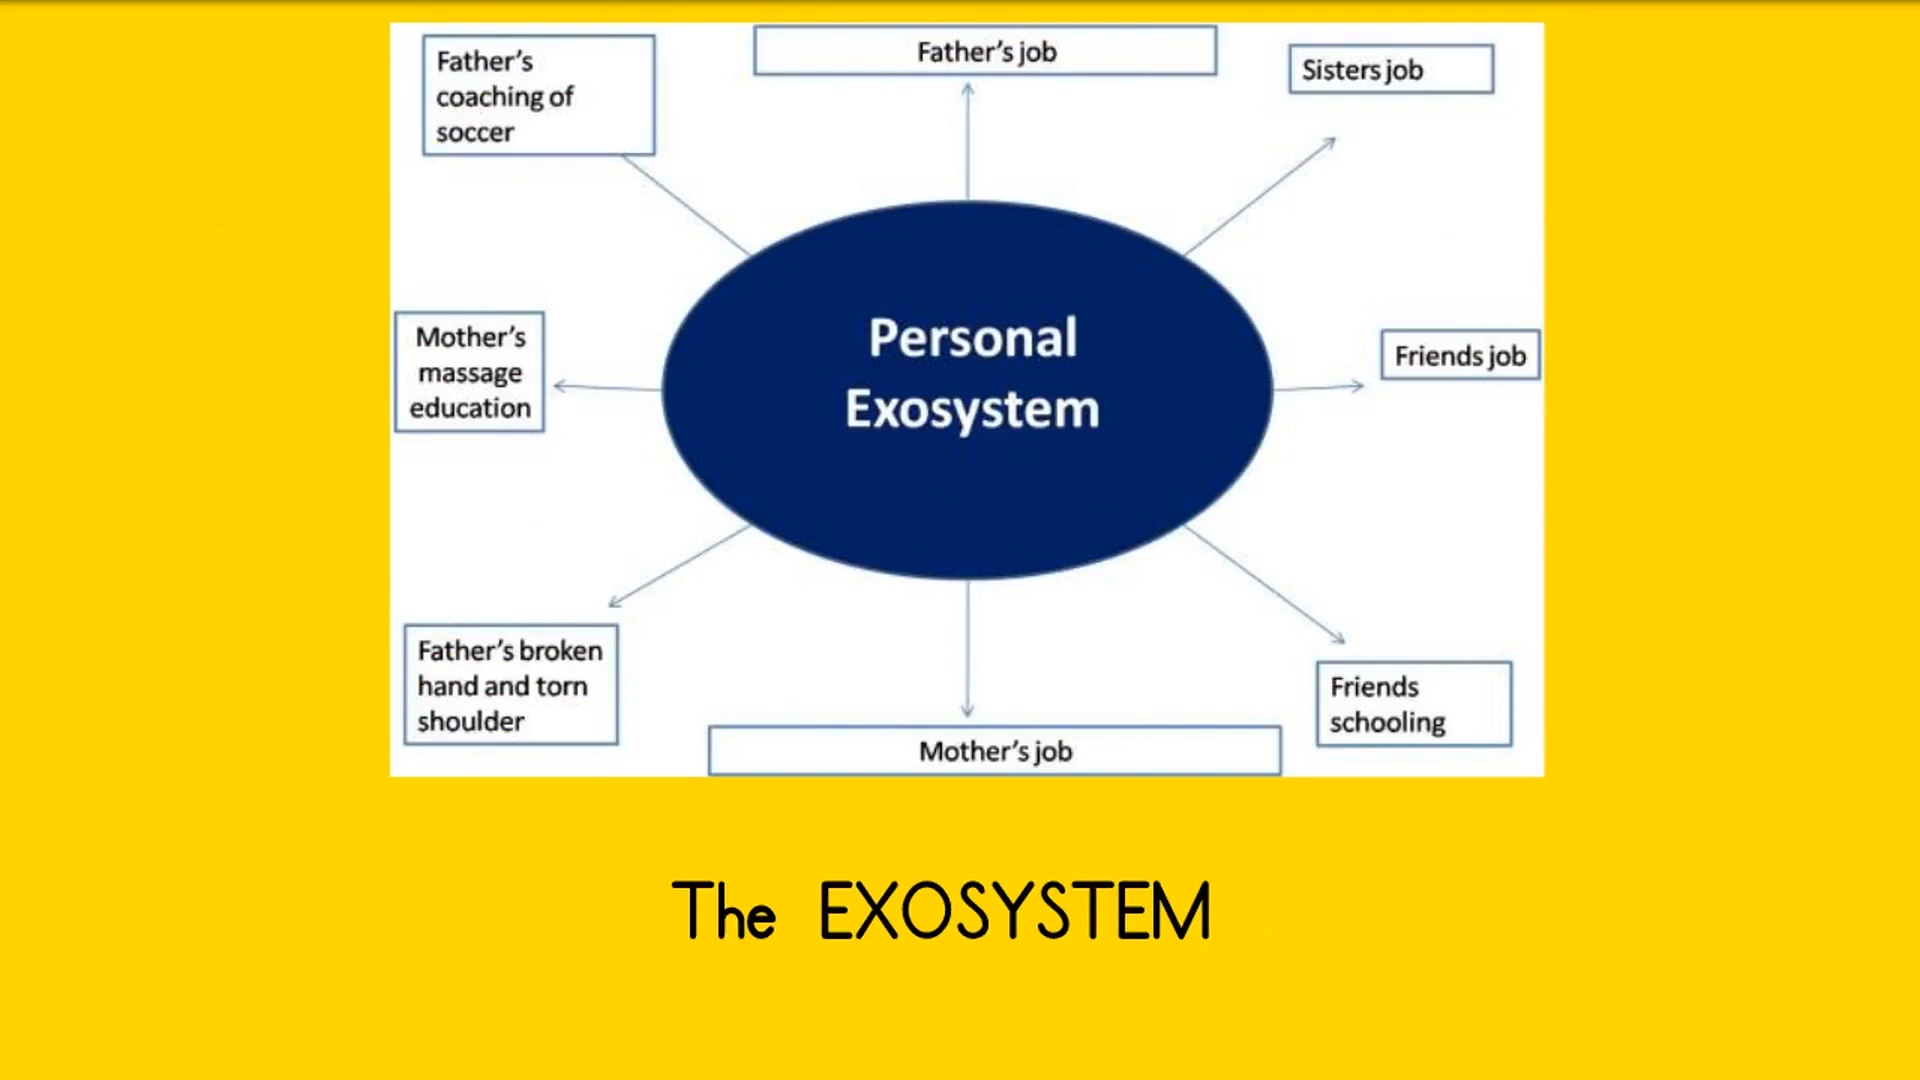 Father's
coaching of
soccer
Father's job
Sisters job
Mother's
massage
education
Personal
Exosystem
Friends job
Father's broken
hand and torn
shoulder
Mother's job
Friends
schooling
The EXOSYSTEM